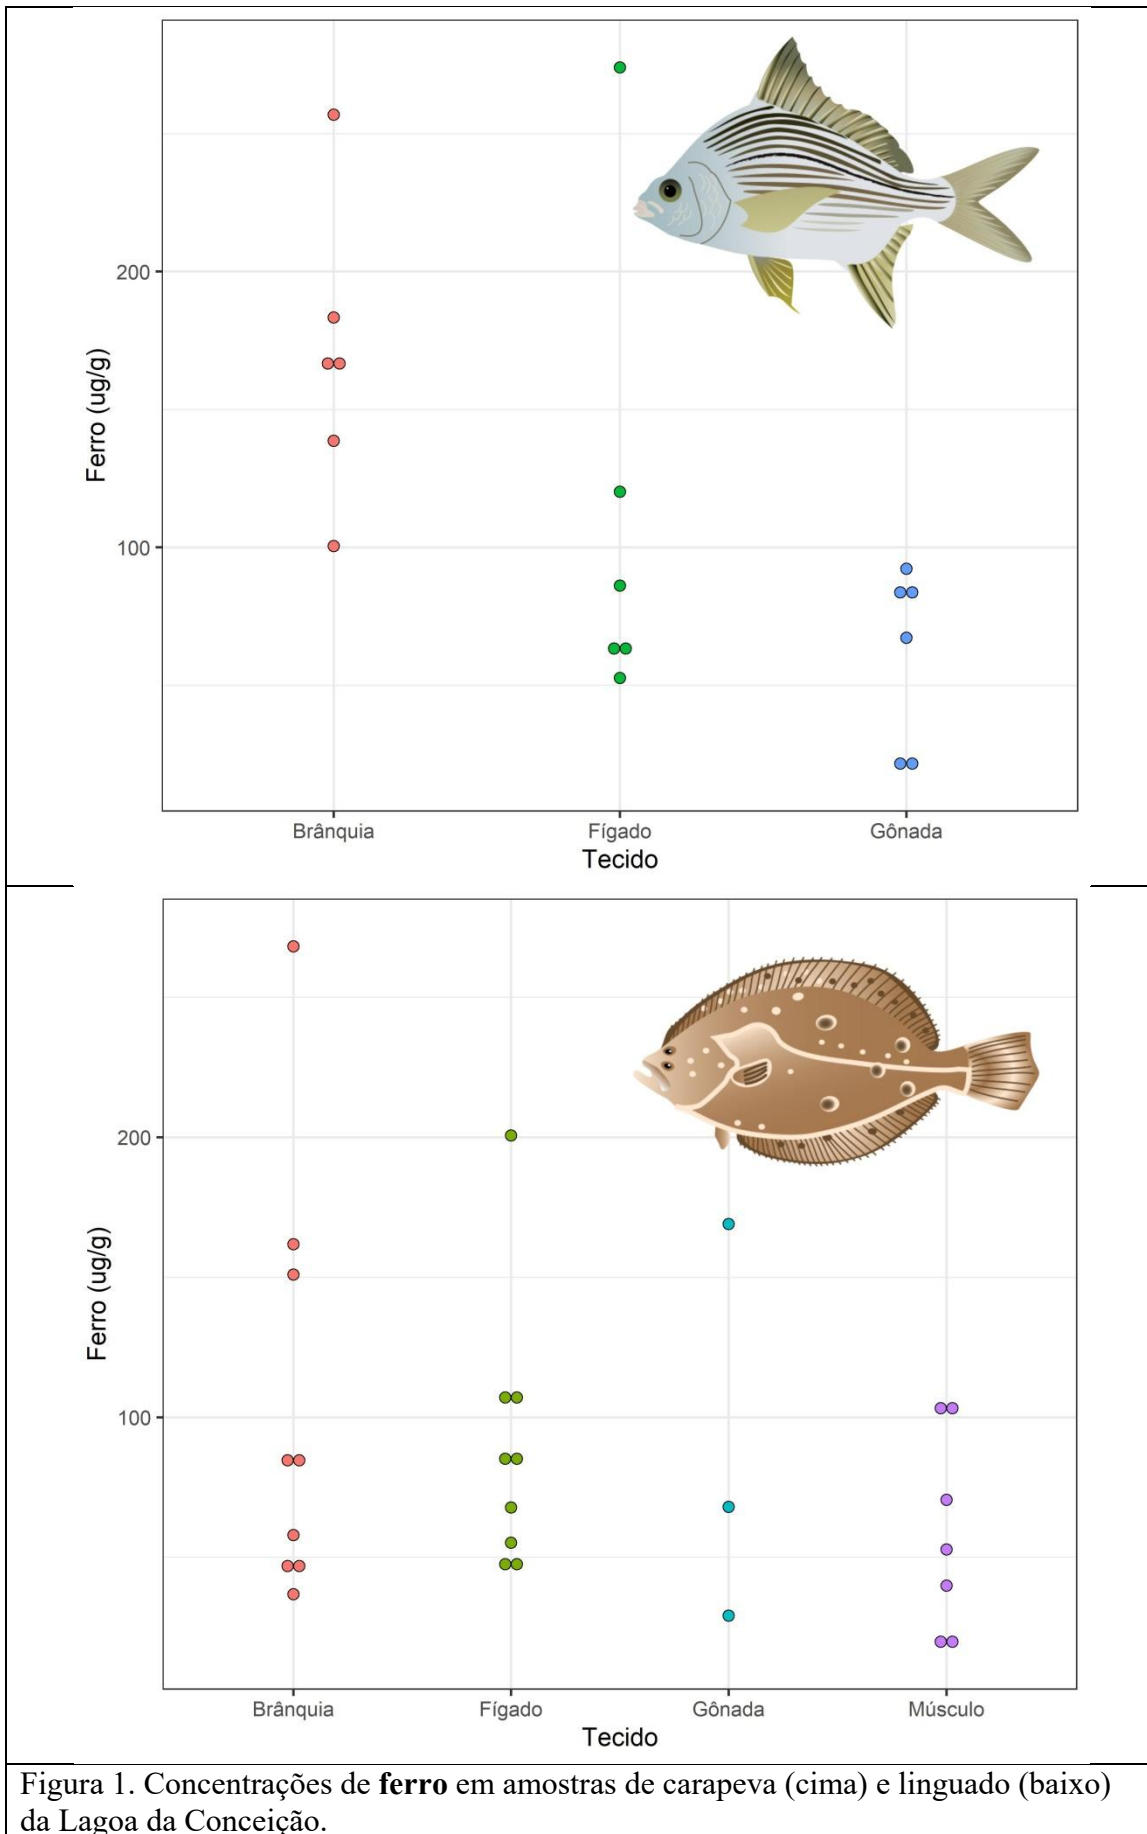 Ferro (ug/g)
200
100
Brânquia Fígado Gônada
Tecido
Ferro (ug/g)
200
100
Brânquia Fígado Gônada Músculo
Tecido
Figura 1. Concentrações de ferro em amostras de carapeva (cima) e linguado (baixo)
da Lagoa da Conceição.